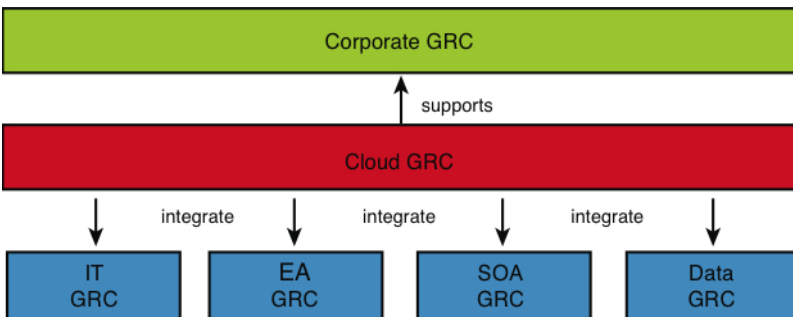 Corporate GRC
supports
Cloud GRC
integrate
integrate
integrate
IT
GRC
EA
GRC
SOA
GRC
Data
GRC